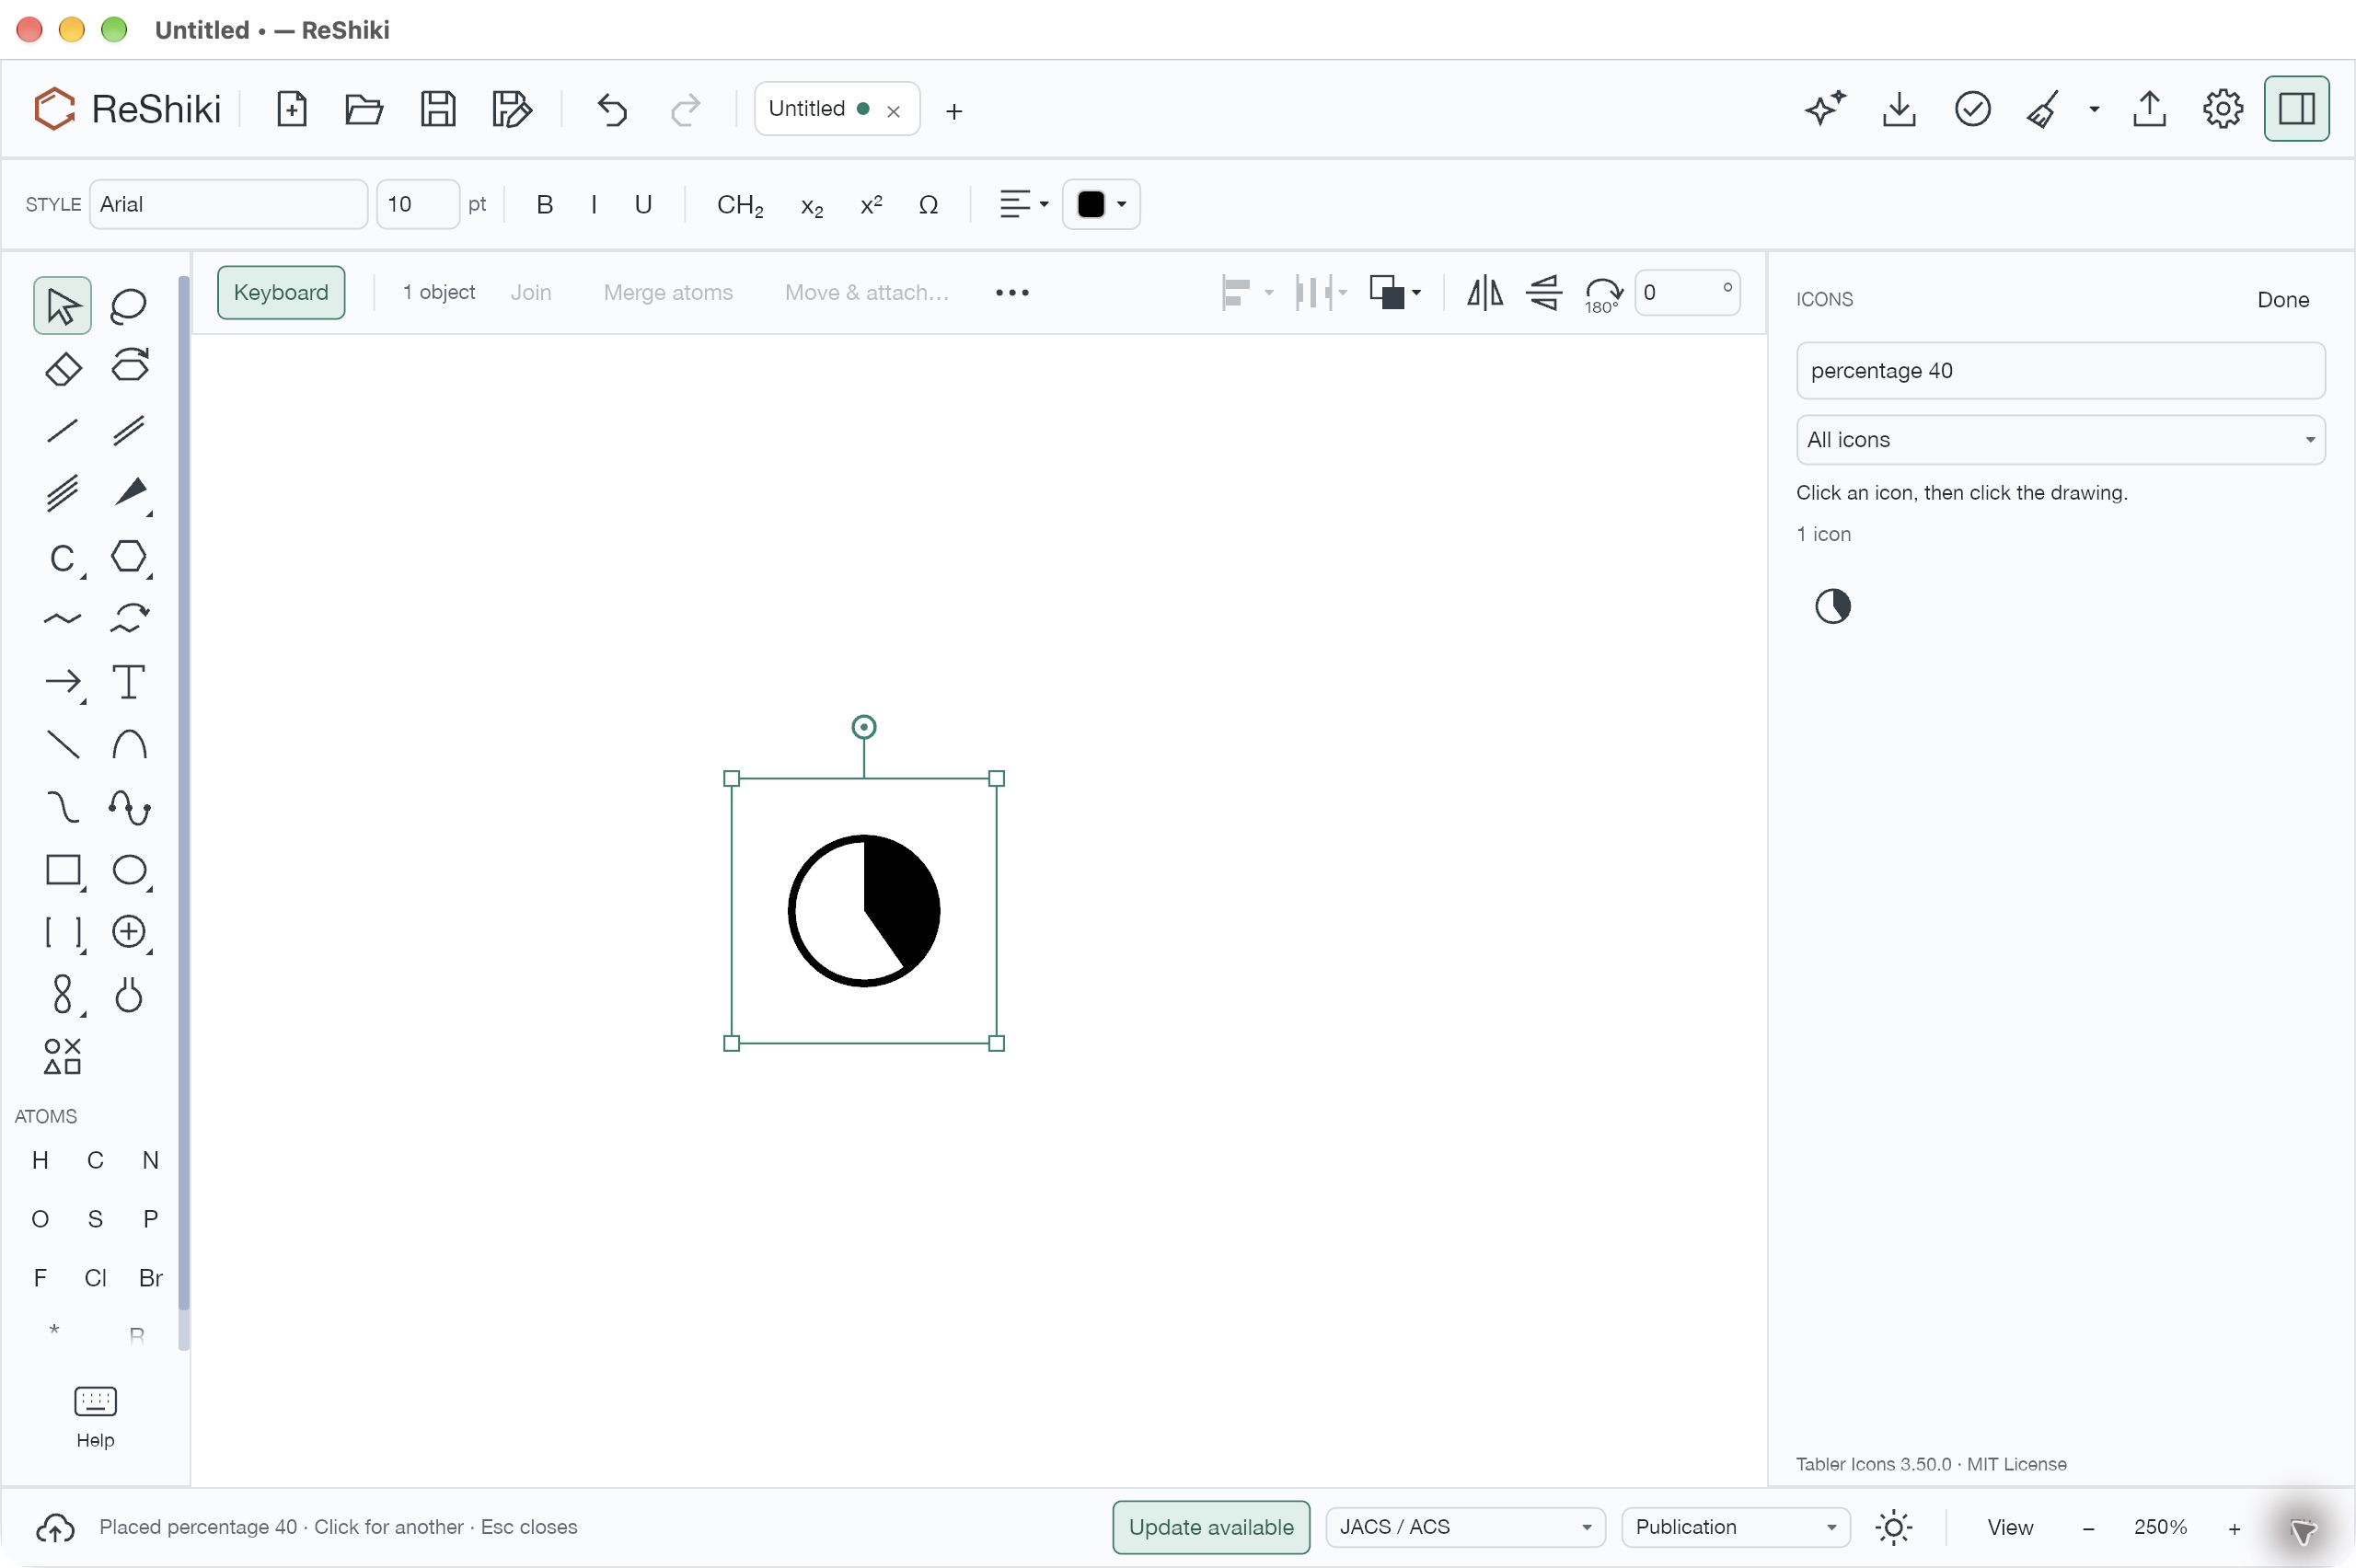 Untitled • — ReShiki
ReShiki
Untitled
STYLE Arial 10 pt B I U CH₂ x₂ x² Ω
Keyboard 1 object Join Merge atoms Move & attach... 180° 0 °
ICONS Done
percentage 40
All icons
Click an icon, then click the drawing.
1 icon
C
T
ATOMS
H C N
O S P
F Cl Br
* R
Help
Tabler Icons 3.50.0 · MIT License
Placed percentage 40 · Click for another · Esc closes
Update available JACS / ACS Publication View – 250% +